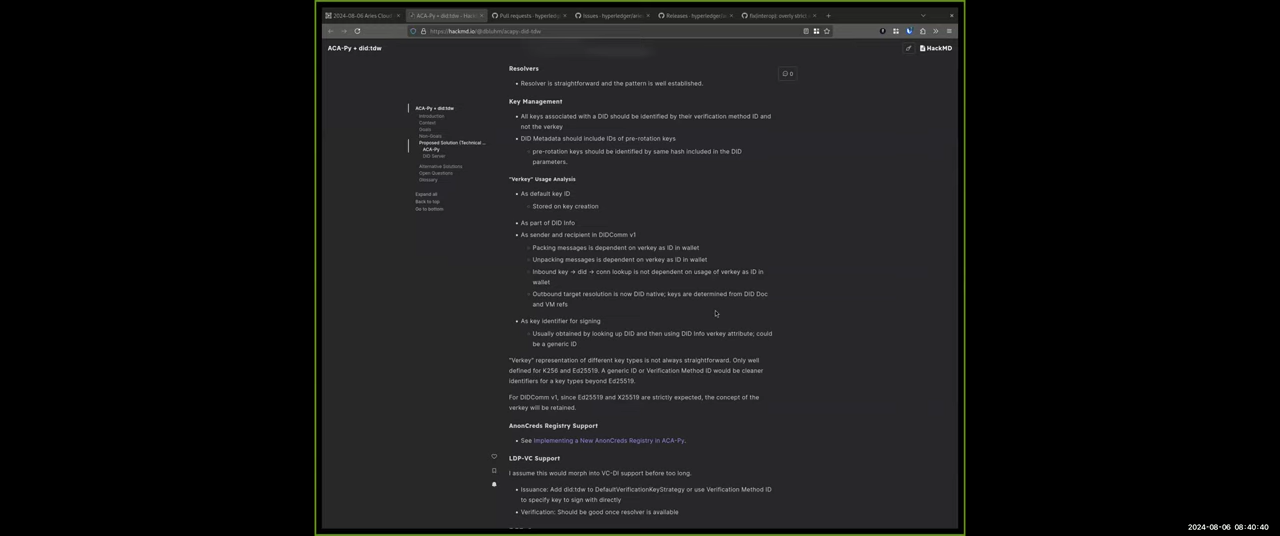 2024-08-06 Aries Cloud
ACA-Py + did:tdw - Hack
Pull requests · hyperledg
Issues · hyperledger/arie
Releases · hyperledger/
fix(interop): overly strict
https://hackmd.io/@dbluhm/acapy-did-tdw
ACA-Py + did:tdw
HackMD
0
ACA-Py + did:tdw
Introduction
Context
Goals
Non-Goals
Proposed Solution (Technical ...
ACA-Py
DID Server
Alternative Solutions
Open Questions
Glossary
Expand all
Back to top
Go to bottom
Resolvers
• Resolver is straightforward and the pattern is well established.
Key Management
• All keys associated with a DID should be identified by their verification method ID and
not the verkey
• DID Metadata should include IDs of pre-rotation keys
◦ pre-rotation keys should be identified by same hash included in the DID
parameters.
"Verkey" Usage Analysis
• As default key ID
◦ Stored on key creation
• As part of DID Info
• As sender and recipient in DIDComm v1
◦ Packing messages is dependent on verkey as ID in wallet
◦ Unpacking messages is dependent on verkey as ID in wallet
◦ Inbound key → did → conn lookup is not dependent on usage of verkey as ID in
wallet
◦ Outbound target resolution is now DID native; keys are determined from DID Doc
and VM refs
• As key identifier for signing
◦ Usually obtained by looking up DID and then using DID Info verkey attribute; could
be a generic ID
"Verkey" representation of different key types is not always straightforward. Only well
defined for K256 and Ed25519. A generic ID or Verification Method ID would be cleaner
identifiers for a key types beyond Ed25519.
For DIDComm v1, since Ed25519 and X25519 are strictly expected, the concept of the
verkey will be retained.
AnonCreds Registry Support
• See Implementing a New AnonCreds Registry in ACA-Py.
LDP-VC Support
I assume this would morph into VC-DI support before too long.
• Issuance: Add did:tdw to DefaultVerificationKeyStrategy or use Verification Method ID
to specify key to sign with directly
• Verification: Should be good once resolver is available
2024-08-06 08:40:40